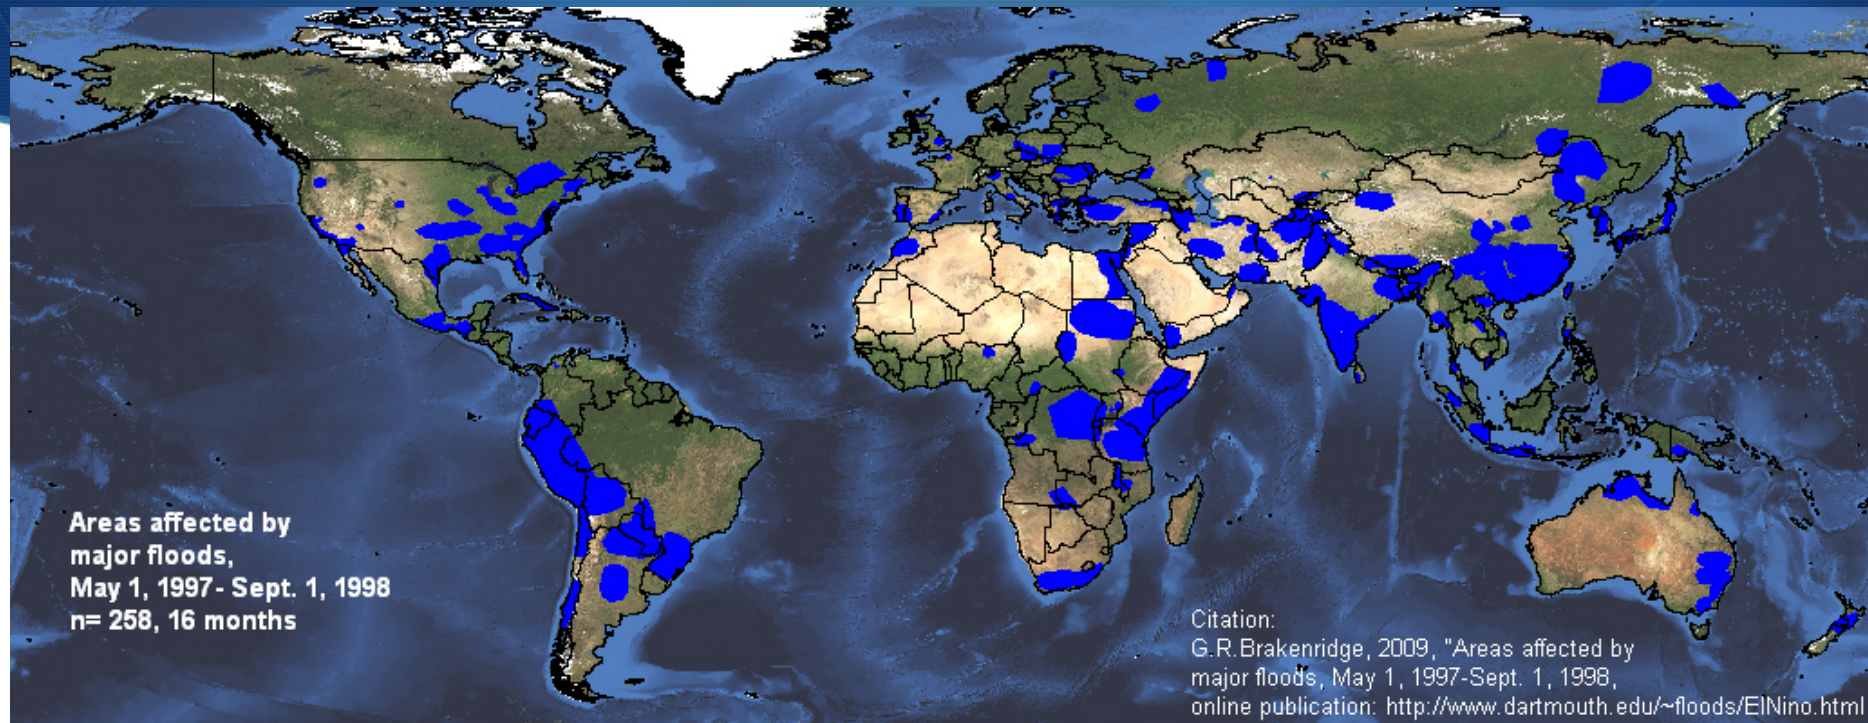 Areas affected by
major floods,
May 1, 1997- Sept. 1, 1998
n= 258, 16 months
Citation:
G.R.Brakenridge, 2009, "Areas affected by
major floods, May 1, 1997-Sept. 1, 1998,
online publication: http://www.dartmouth.edu/~floods/ElNino.html